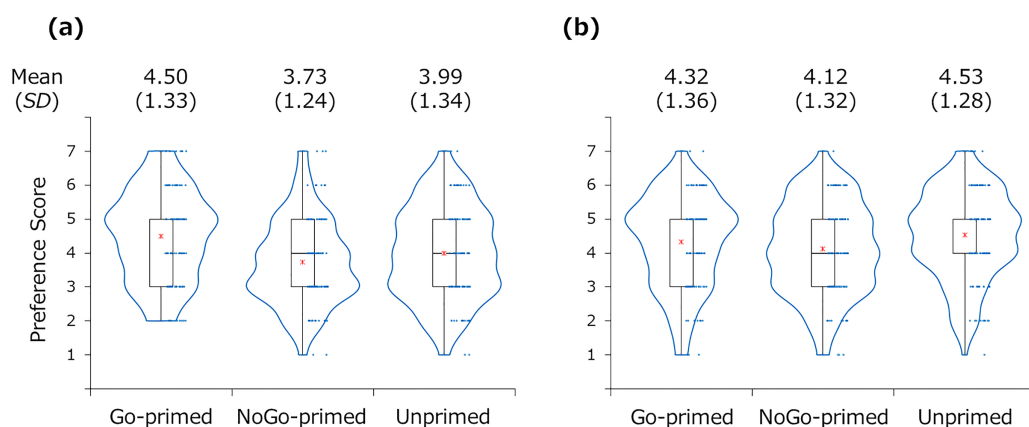 (a)
Mean 4.50 3.73 3.99
(SD) (1.33) (1.24) (1.34)
Preference Score
7
6
5
4
3
2
1
Go-primed NoGo-primed Unprimed
(b)
4.32 4.12 4.53
(1.36) (1.32) (1.28)
7
6
5
4
3
2
1
Go-primed NoGo-primed Unprimed